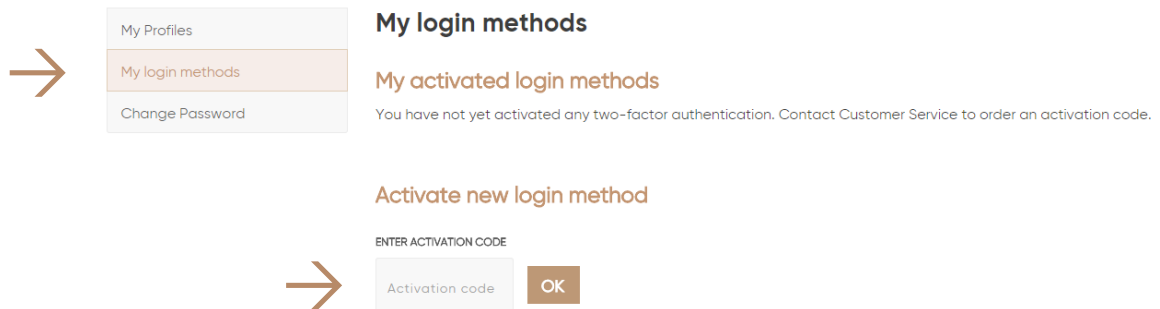 My Profiles
My login methods
Change Password
My login methods
My activated login methods
You have not yet activated any two-factor authentication. Contact Customer Service to order an activation code.
Activate new login method
ENTER ACTIVATION CODE
Activation code
OK